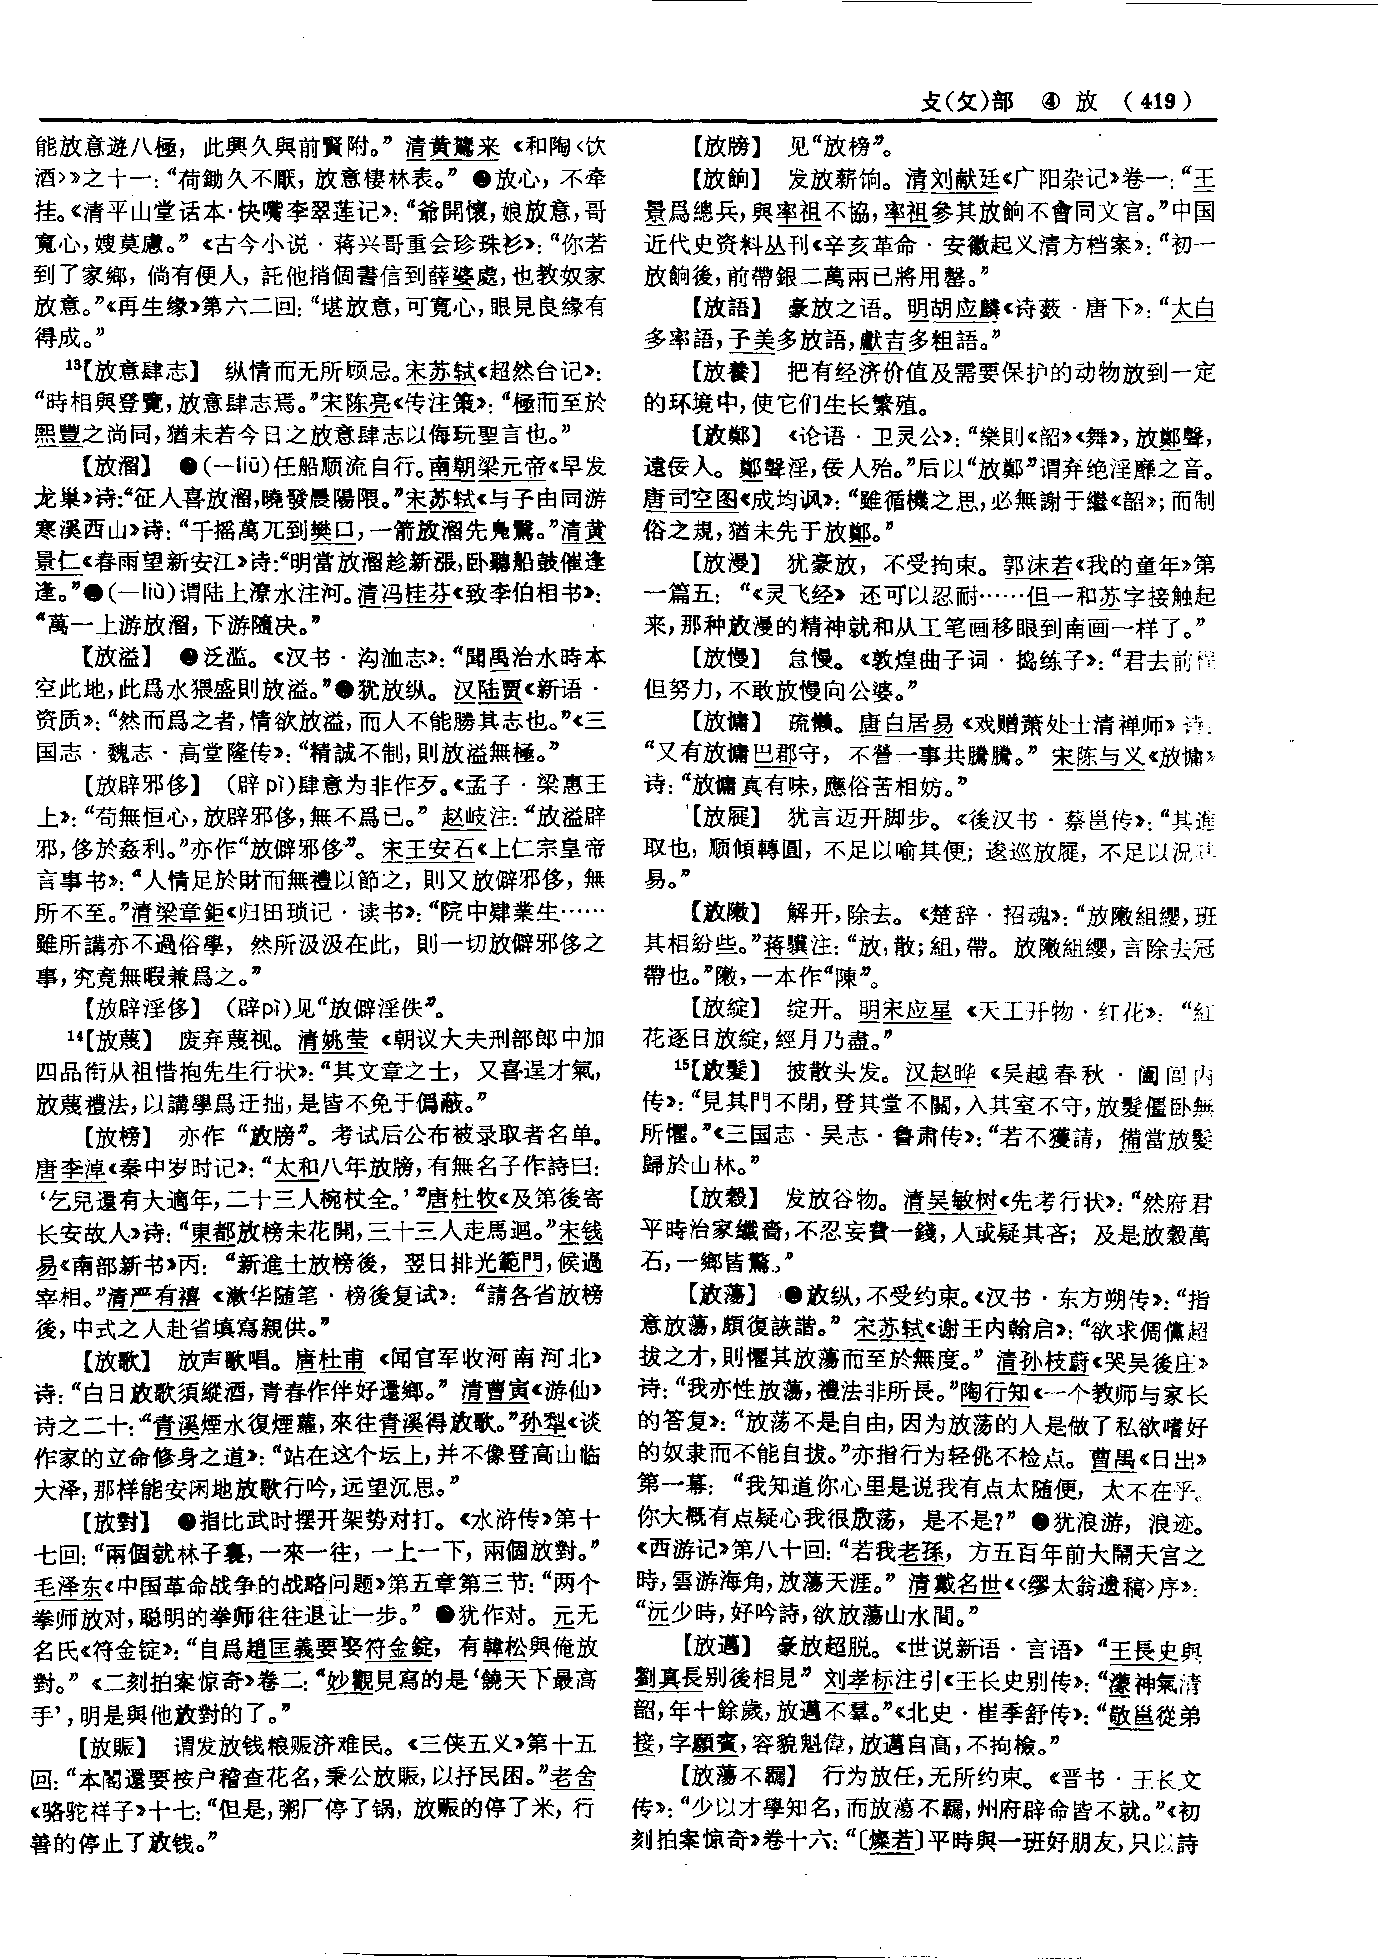 攴(攵)部 ④ 放 (419)
能放意遊八極，此興久與前賢附。”清黄鷟来《和陶〈饮
酒〉》之十一：“荷鋤久不厭，放意棲林表。”●放心，不牵
挂。《清平山堂话本·快嘴李翠莲记》：“爺開懷，娘放意，哥
寬心，嫂莫慮。”《古今小说·蒋兴哥重会珍珠衫》：“你若
到了家鄉，倘有便人，託他捎個書信到薛婆處，也教奴家
放意。”《再生缘》第六二回：“堪放意，可寬心，眼見良缘有
得成。”
13【放意肆志】 纵情而无所顾忌。宋苏轼《超然台记》：
“時相與登覽，放意肆志焉。”宋陈亮《传注策》：“極而至於
熙豐之尚同，猶未若今日之放意肆志以侮玩聖言也。”
【放溜】 ●(—liū)任船顺流自行。南朝梁元帝《早发
龙巢》诗：“征人喜放溜，曉發晨陽隈。”宋苏轼《与子由同游
寒溪西山》诗：“千摇萬兀到樊口，一箭放溜先鳧鷖。”清黄
景仁《春雨望新安江》诗：“明當放溜趁新漲，卧聽船鼓催逢
逢。”●(—liù)谓陆上潦水注河。清冯桂芬《致李伯相书》：
“萬一上游放溜，下游隨决。”
【放溢】 ●泛滥。《汉书·沟洫志》：“聞禹治水時本
空此地，此爲水猥盛則放溢。”●犹放纵。汉陆贾《新语·
资质》：“然而爲之者，情欲放溢，而人不能勝其志也。”《三
国志·魏志·高堂隆传》：“精誠不制，則放溢無極。”
【放辟邪侈】 (辟pì)肆意为非作歹。《孟子·梁惠王
上》：“苟無恒心，放辟邪侈，無不爲已。”赵岐注：“放溢辟
邪，侈於姦利。”亦作“放僻邪侈”。宋王安石《上仁宗皇帝
言事书》：“人情足於財而無禮以節之，則又放僻邪侈，無
所不至。”清梁章鉅《归田琐记·读书》：“院中肄業生……
雖所講亦不過俗學，然所汲汲在此，則一切放僻邪侈之
事，究竟無暇兼爲之。”
【放辟淫侈】 (辟pì)见“放僻淫佚”。
14【放蔑】 废弃蔑视。清姚莹《朝议大夫刑部郎中加
四品衔从祖惜抱先生行状》：“其文章之士，又喜逞才氣，
放蔑禮法，以講學爲迂拙，是皆不免于僞蔽。”
【放榜】 亦作“放牓”。考试后公布被录取者名单。
唐李淖《秦中岁时记》：“太和八年放牓，有無名子作詩曰：
‘乞兒還有大通年，二十三人椀杖全。’”唐杜牧《及第後寄
长安故人》诗：“東都放榜未花開，三十三人走馬迴。”宋钱
易《南部新书》丙：“新進士放榜後，翌日排光範門，候過
宰相。”清严有禧《漱华随笔·榜後复试》：“請各省放榜
後，中式之人赴省填寫親供。”
【放歌】 放声歌唱。唐杜甫《闻官军收河南河北》
诗：“白日放歌須縱酒，青春作伴好還鄉。”清曹寅《游仙》
诗之二十：“青溪煙水復煙蘿，來往青溪得放歌。”孙犁《谈
作家的立命修身之道》：“站在这个坛上，并不像登高山临
大泽，那样能安闲地放歌行吟，远望沉思。”
【放對】 ●指比武时摆开架势对打。《水浒传》第十
七回：“兩個就林子裏，一來一往，一上一下，兩個放對。”
毛泽东《中国革命战争的战略问题》第五章第三节：“两个
拳师放对，聪明的拳师往往退让一步。”●犹作对。元无
名氏《符金锭》：“自爲趙匡義要娶符金錠，有韓松與俺放
對。”《二刻拍案惊奇》卷二：“妙觀見寫的是‘饒天下最高
手’，明是與他放對的了。”
【放賑】 谓发放钱粮赈济难民。《三侠五义》第十五
回：“本閣還要按户稽查花名，秉公放賑，以抒民困。”老舍
《骆驼祥子》十七：“但是，粥厂停了锅，放赈的停了米，行
善的停止了放钱。”
【放牓】 见“放榜”。
【放餉】 发放薪饷。清刘献廷《广阳杂记》卷一：“王
景爲總兵，與率祖不協，率祖參其放餉不會同文官。”中国
近代史资料丛刊《辛亥革命·安徽起义清方档案》：“初一
放餉後，前帶銀二萬兩已將用罄。”
【放語】 豪放之语。明胡应麟《诗薮·唐下》：“太白
多率語，子美多放語，獻吉多粗語。”
【放養】 把有经济价值及需要保护的动物放到一定
的环境中，使它们生长繁殖。
【放鄭】 《论语·卫灵公》：“樂則《韶》《舞》，放鄭聲，
遠佞人。鄭聲淫，佞人殆。”后以“放鄭”谓弃绝淫靡之音。
唐司空图《成均讽》：“雖循機之思，必無謝于繼《韶》；而制
俗之規，猶未先于放鄭。”
【放漫】 犹豪放，不受拘束。郭沫若《我的童年》第
一篇五：“《灵飞经》还可以忍耐……但一和苏字接触起
来，那种放漫的精神就和从工笔画移眼到南画一样了。”
【放慢】 怠慢。《敦煌曲子词·捣练子》：“君去前程
但努力，不敢放慢向公婆。”
【放慵】 疏懒。唐白居易《戏赠萧处士清禅师》诗：
“又有放慵巴郡守，不營一事共騰騰。”宋陈与义《放慵》
诗：“放慵真有味，應俗苦相妨。”
【放屣】 犹言迈开脚步。《後汉书·蔡邕传》：“其進
取也，顺傾轉圓，不足以喻其便；逡巡放屣，不足以況其
易。”
【放敶】 解开，除去。《楚辞·招魂》：“放敶組纓，班
其相紛些。”蒋骥注：“放，散；組，帶。放敶組纓，言除去冠
帶也。”敶，一本作“陳”。
【放綻】 绽开。明宋应星《天工开物·红花》：“紅
花逐日放綻，經月乃盡。”
15【放髮】 披散头发。汉赵晔《吴越春秋·阖闾内
传》：“見其門不閉，登其堂不關，入其室不守，放髮僵卧無
所懼。”《三国志·吴志·鲁肃传》：“若不獲請，備當放髮
歸於山林。”
【放穀】 发放谷物。清吴敏树《先考行状》：“然府君
平時治家纖嗇，不忍妄費一錢，人或疑其吝；及是放穀萬
石，一鄉皆驚。”
【放蕩】 ●放纵，不受约束。《汉书·东方朔传》：“指
意放蕩，頗復詼諧。”宋苏轼《谢王内翰启》：“欲求倜儻超
拔之才，則懼其放蕩而至於無度。”清孙枝蔚《哭吴後庄》
诗：“我亦性放蕩，禮法非所長。”陶行知《一个教师与家长
的答复》：“放荡不是自由，因为放荡的人是做了私欲嗜好
的奴隶而不能自拔。”亦指行为轻佻不检点。曹禺《日出》
第一幕：“我知道你心里是说我有点太随便，太不在乎。
你大概有点疑心我很放荡，是不是？”●犹浪游，浪迹。
《西游记》第八十回：“若我老孫，方五百年前大鬧天宫之
時，雲游海角，放蕩天涯。”清戴名世《〈缪太翁遗稿〉序》：
“沅少時，好吟詩，欲放蕩山水間。”
【放邁】 豪放超脱。《世说新语·言语》“王長史與
劉真長别後相見”刘孝标注引《王长史别传》：“濛神氣清
韶，年十餘歲，放邁不羣。”《北史·崔季舒传》：“敬邕從弟
接，字顯賓，容貌魁偉，放邁自高，不拘檢。”
【放蕩不羈】 行为放任，无所约束。《晋书·王长文
传》：“少以才學知名，而放蕩不羈，州府辟命皆不就。”《初
刻拍案惊奇》卷十六：“〔燦若〕平時與一班好朋友，只以詩